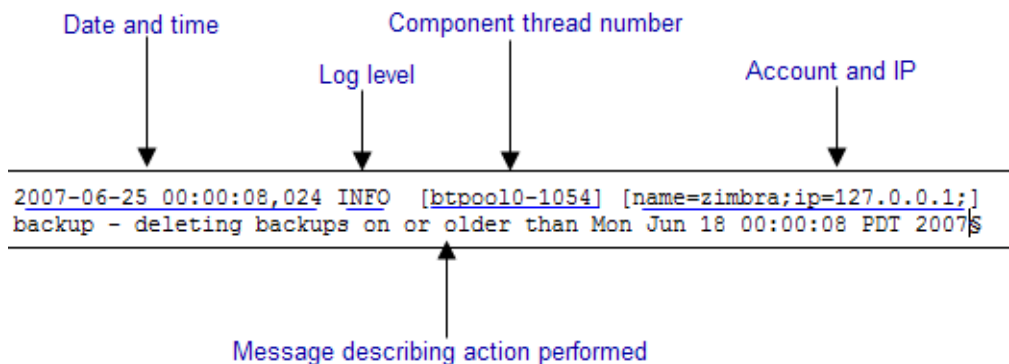 Date and time
Component thread number
Log level
Account and IP
2007-06-25 00:00:08,024 INFO [btpool0-1054] [name=zimbra;ip=127.0.0.1;]
backup - deleting backups on or older than Mon Jun 18 00:00:08 PDT 2007§
Message describing action performed